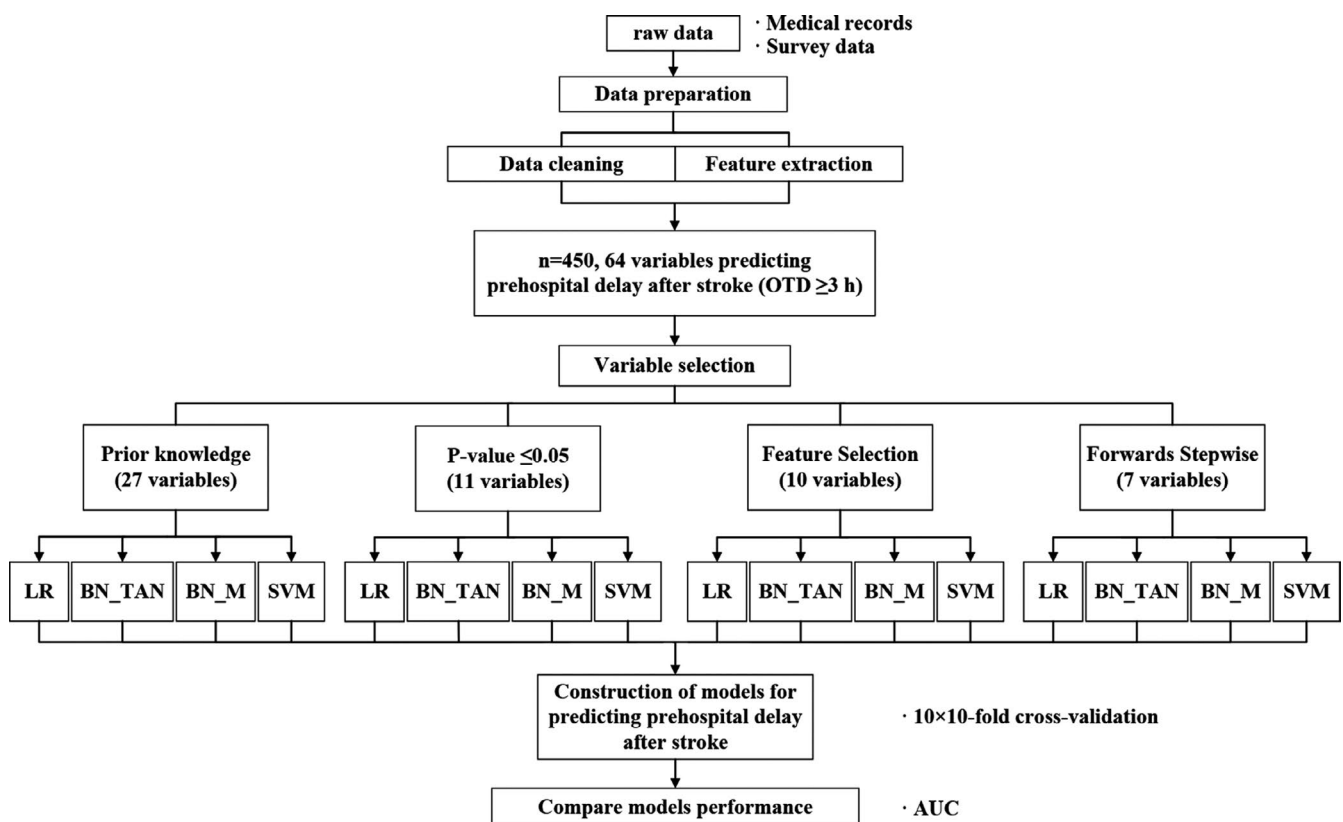 raw data
· Medical records
· Survey data
Data preparation
Data cleaning
Feature extraction
n=450, 64 variables predicting
prehospital delay after stroke (OTD ≥3 h)
Variable selection
Prior knowledge
(27 variables)
P-value ≤0.05
(11 variables)
Feature Selection
(10 variables)
Forwards Stepwise
(7 variables)
LR
BN_TAN
BN_M
SVM
LR
BN_TAN
BN_M
SVM
LR
BN_TAN
BN_M
SVM
LR
BN_TAN
BN_M
SVM
Construction of models for
predicting prehospital delay
after stroke
· 10×10-fold cross-validation
Compare models performance
· AUC